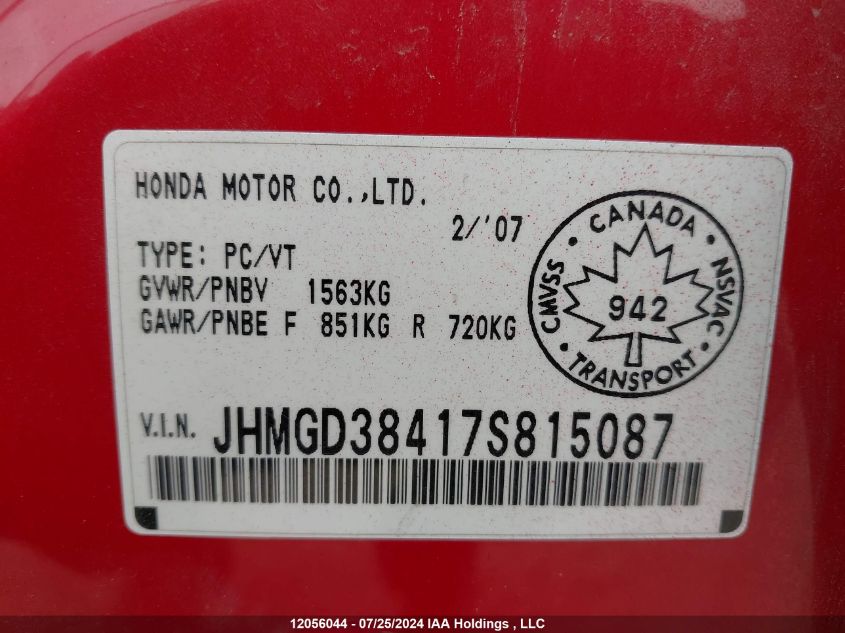 HONDA MOTOR CO.,LTD.
2/'07
TYPE: PC/VT
GVWR/PNBV 1563KG
GAWR/PNBE F 851KG R 720KG
CANADA
CMVSS
NSVAC
942
TRANSPORT
V.I.N. JHMGD38417S815087
12056044 - 07/25/2024 IAA Holdings , LLC